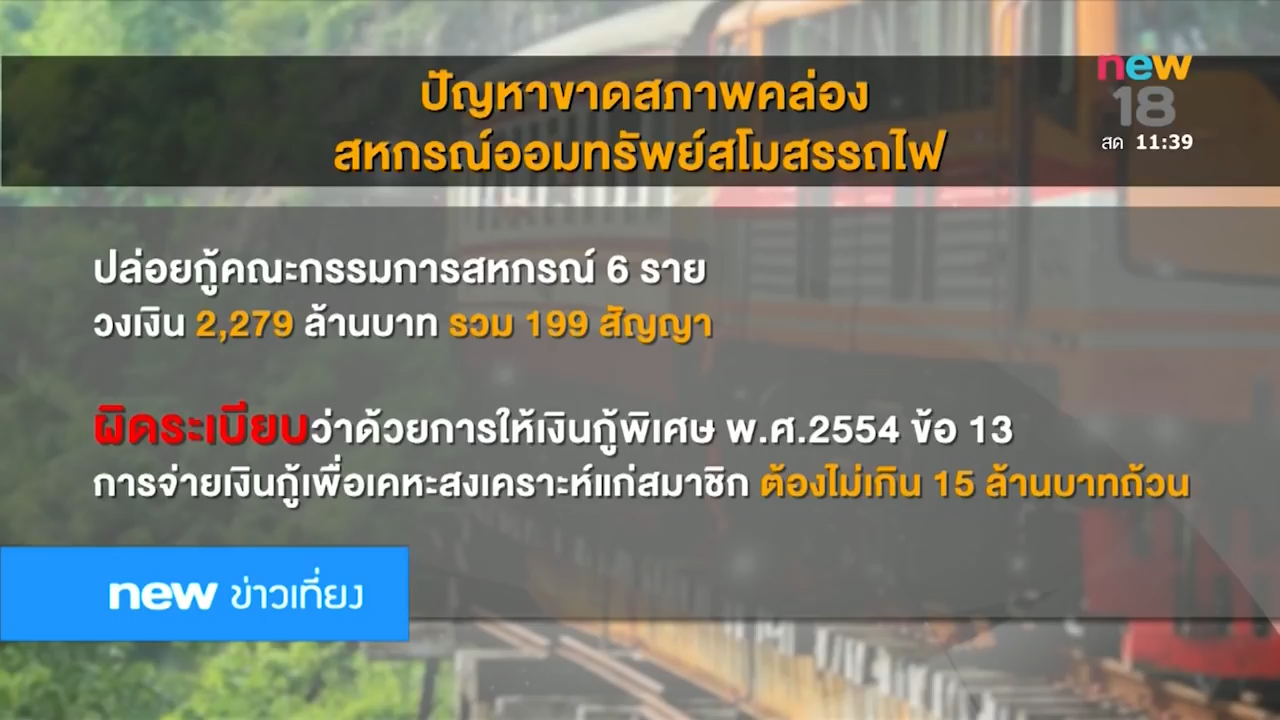 ปัญหาขาดสภาพคล่อง
สหกรณ์ออมทรัพย์สโมสรรถไฟ
new
18
สด 11:39
ปล่อยกู้คณะกรรมการสหกรณ์ 6 ราย
วงเงิน 2,279 ล้านบาท รวม 199 สัญญา
ผิดระเบียบว่าด้วยการให้เงินกู้พิเศษ พ.ศ.2554 ข้อ 13
การจ่ายเงินกู้เพื่อเคหะสงเคราะห์แก่สมาชิก ต้องไม่เกิน 15 ล้านบาทถ้วน
new ข่าวเที่ยง